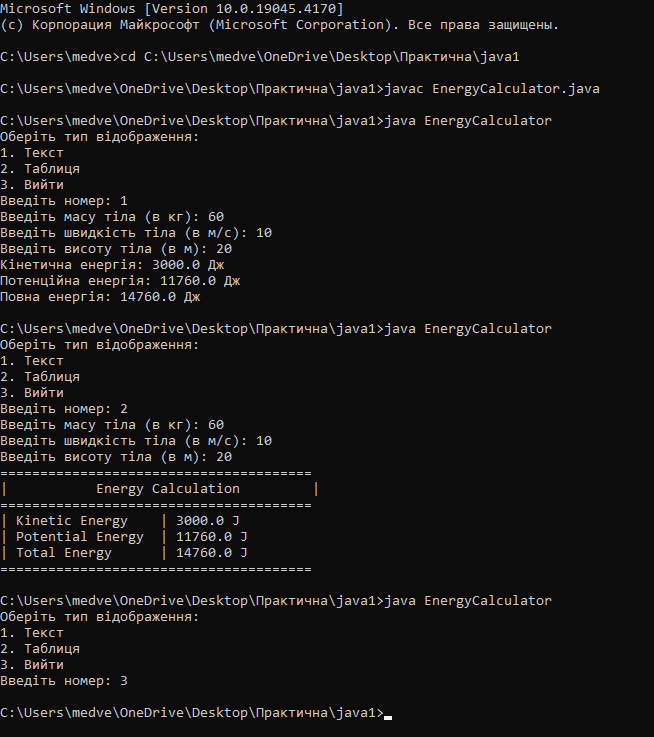 Microsoft Windows [Version 10.0.19045.4170]
(c) Корпорация Майкрософт (Microsoft Corporation). Все права защищены.
C:\Users\medve>cd C:\Users\medve\OneDrive\Desktop\Практична\java1
C:\Users\medve\OneDrive\Desktop\Практична\java1>javac EnergyCalculator.java
C:\Users\medve\OneDrive\Desktop\Практична\java1>java EnergyCalculator
Оберіть тип відображення:
1. Текст
2. Таблиця
3. Вийти
Введіть номер: 1
Введіть масу тіла (в кг): 60
Введіть швидкість тіла (в м/с): 10
Введіть висоту тіла (в м): 20
Кінетична енергія: 3000.0 Дж
Потенційна енергія: 11760.0 Дж
Повна енергія: 14760.0 Дж
C:\Users\medve\OneDrive\Desktop\Практична\java1>java EnergyCalculator
Оберіть тип відображення:
1. Текст
2. Таблиця
3. Вийти
Введіть номер: 2
Введіть масу тіла (в кг): 60
Введіть швидкість тіла (в м/с): 10
Введіть висоту тіла (в м): 20
=======================================
|           Energy Calculation         |
=======================================
| Kinetic Energy    | 3000.0 J
| Potential Energy  | 11760.0 J
| Total Energy      | 14760.0 J
=======================================
C:\Users\medve\OneDrive\Desktop\Практична\java1>java EnergyCalculator
Оберіть тип відображення:
1. Текст
2. Таблиця
3. Вийти
Введіть номер: 3
C:\Users\medve\OneDrive\Desktop\Практична\java1>